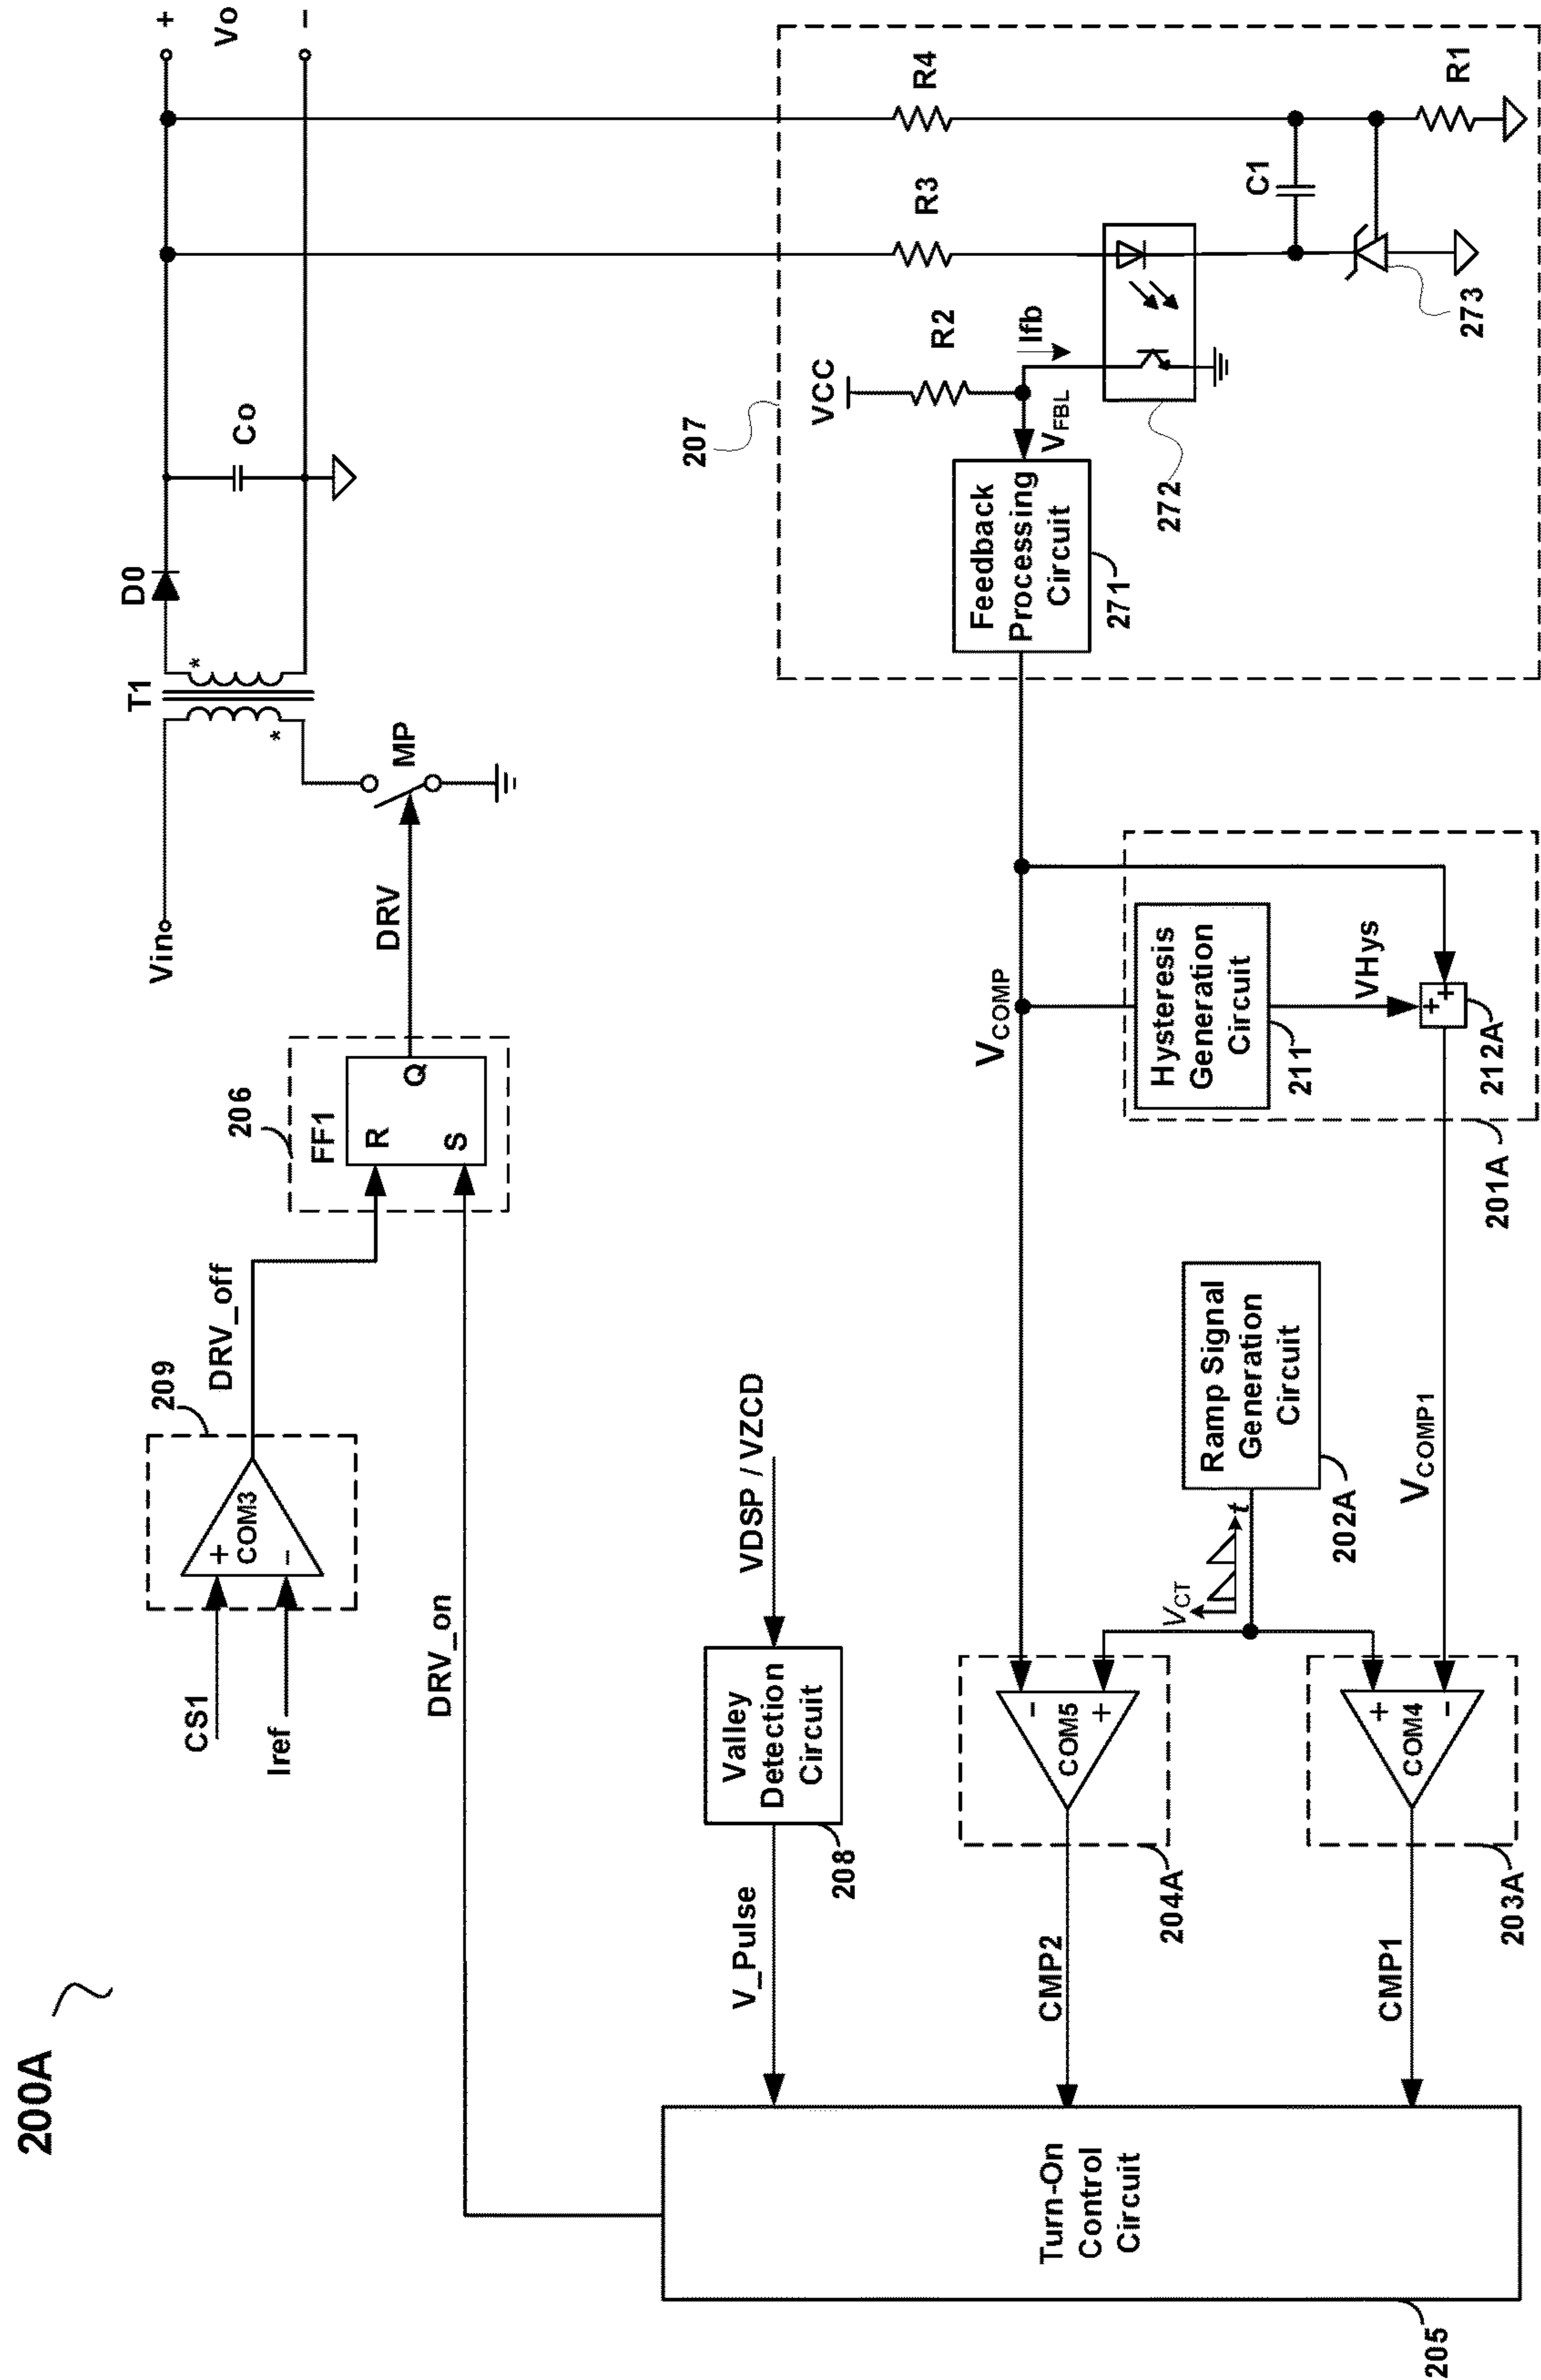 200A
Vin
T1
*
*
D0
Co
+
Vo
-
MP
DRV
206
FF1
R
S
Q
DRV_off
209
COM3
+
-
CS1
Iref
DRV_on
VDSP / VZCD
Valley
Detection
Circuit
208
V_Pulse
207
VCC
R2
R3
R4
Ifb
VFBL
C1
R1
272
273
Feedback
Processing
Circuit
271
VCOMP
Hysteresis
Generation
Circuit
211
VHys
+
+
212A
201A
Ramp Signal
Generation
Circuit
202A
VCT
t
VCOMP1
-
COM5
+
204A
+
COM4
-
203A
CMP2
CMP1
Turn-On
Control
Circuit
205